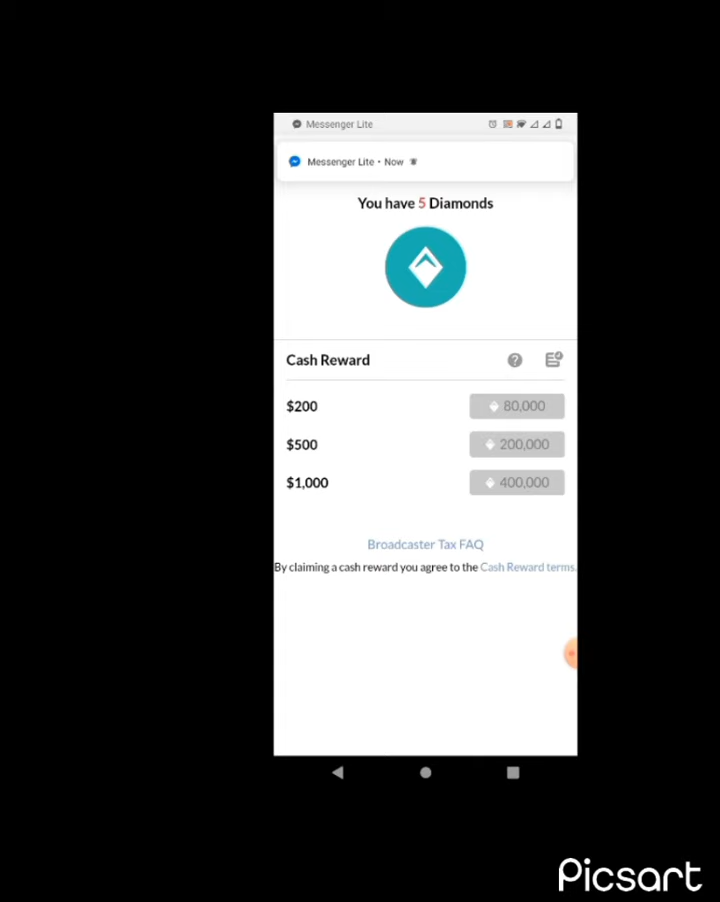 Messenger Lite
Messenger Lite • Now
You have 5 Diamonds
Cash Reward
$200 80,000
$500 200,000
$1,000 400,000
Broadcaster Tax FAQ
By claiming a cash reward you agree to the Cash Reward terms.
Picsart